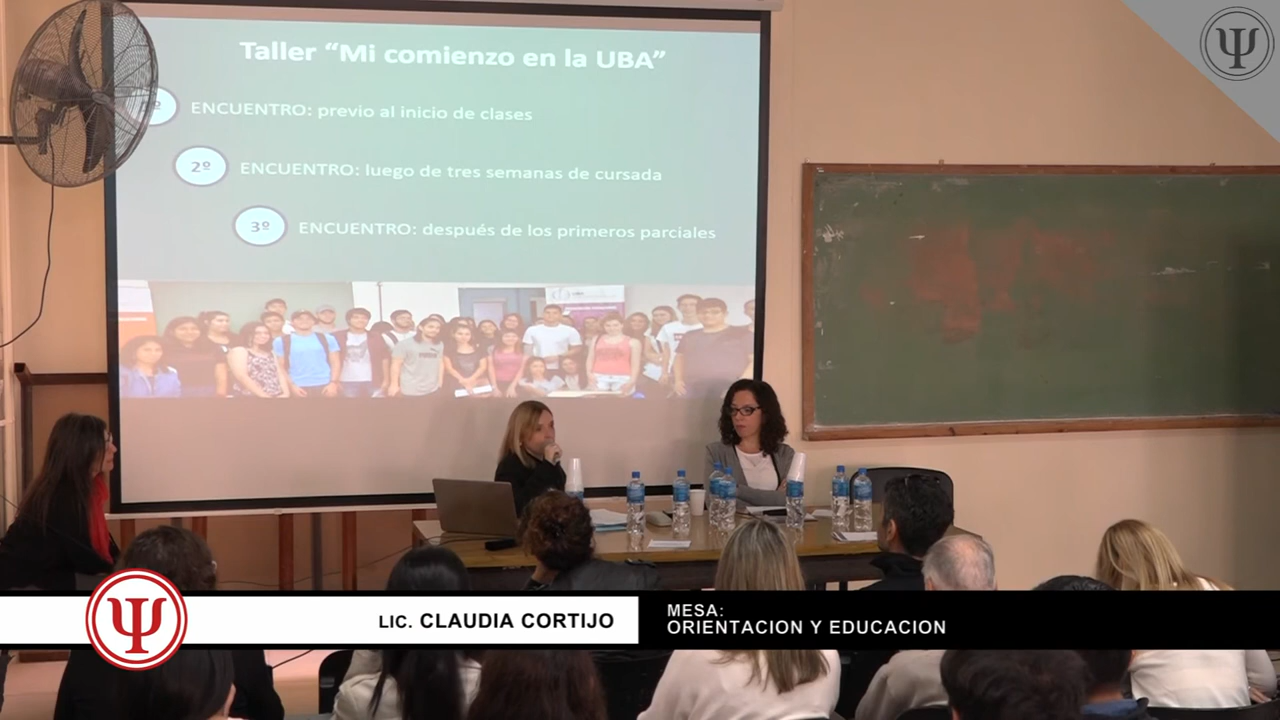 Taller “Mi comienzo en la UBA”
ENCUENTRO: previo al inicio de clases
2º ENCUENTRO: luego de tres semanas de cursada
3º ENCUENTRO: después de los primeros parciales
LIC. CLAUDIA CORTIJO
MESA:
ORIENTACION Y EDUCACION